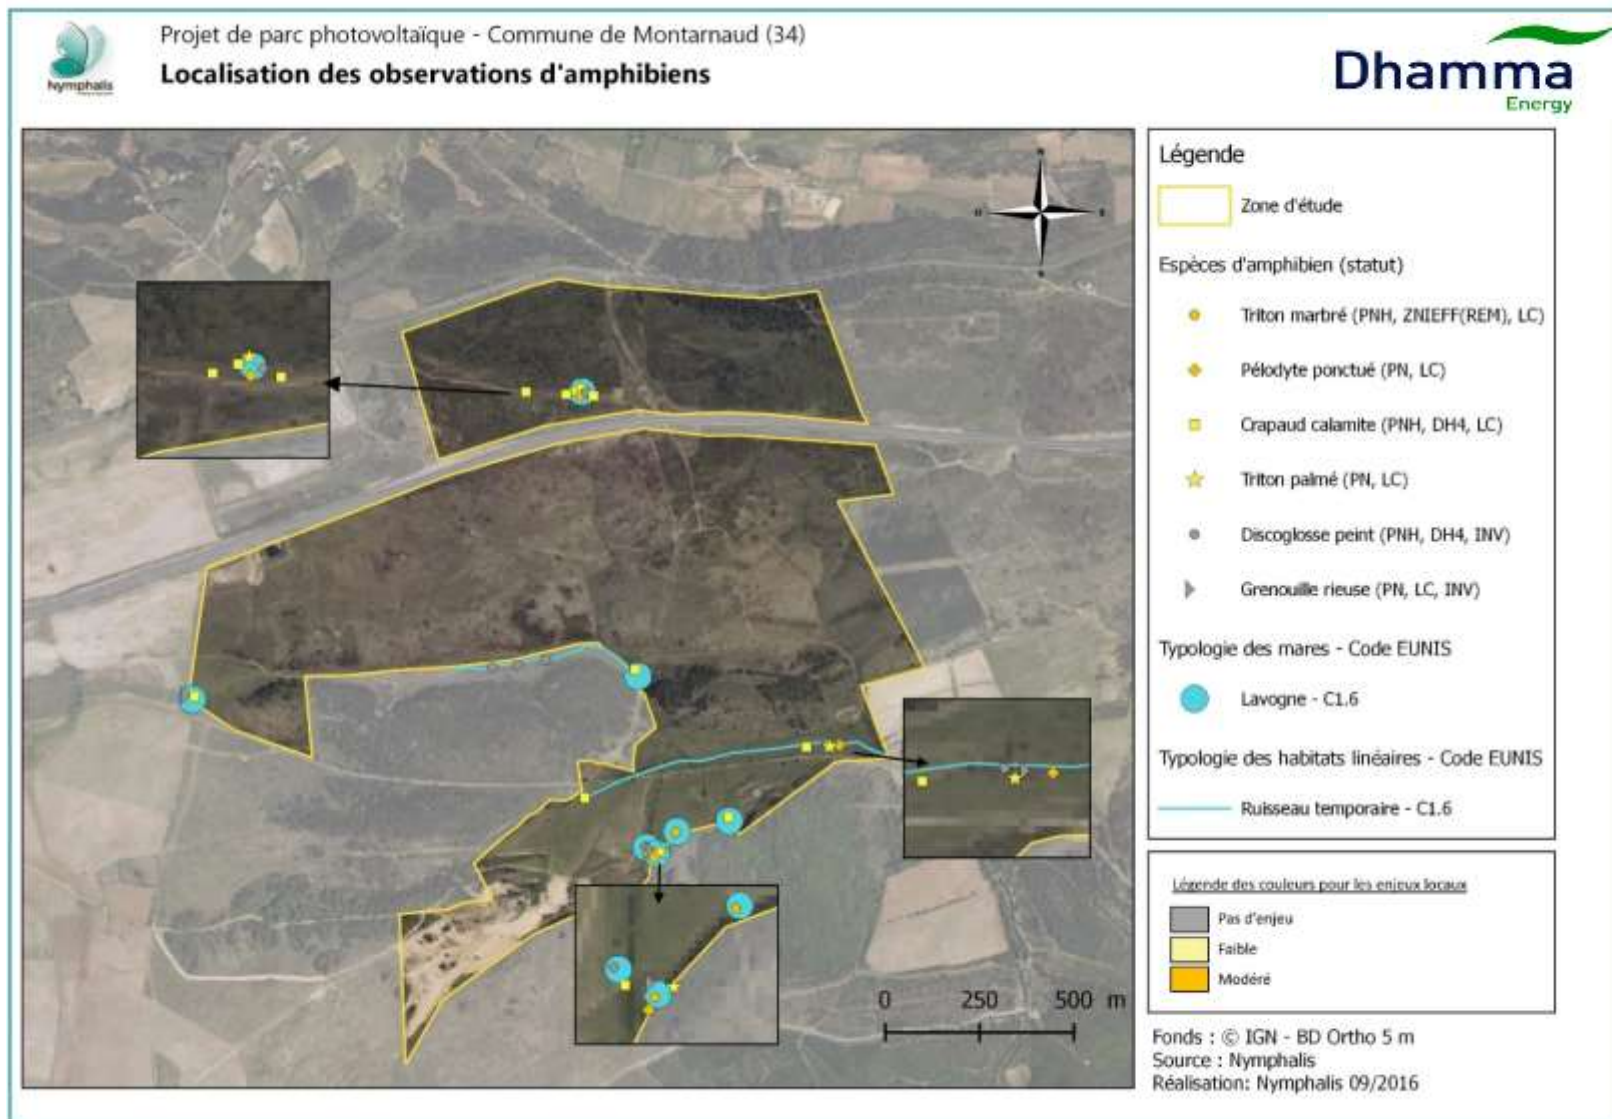 Projet de parc photovoltaïque - Commune de Montarnaud (34)
Localisation des observations d'amphibiens
Nymphalis
Dhamma
Energy
Légende
Zone d'étude
Espèces d'amphibien (statut)
Triton marbré (PNH, ZNIEFF(REM), LC)
Pélodyte ponctué (PN, LC)
Crapaud calamite (PNH, DH4, LC)
Triton palmé (PN, LC)
Discoglosse peint (PNH, DH4, INV)
Grenouille rieuse (PN, LC, INV)
Typologie des mares - Code EUNIS
Lavogne - C1.6
Typologie des habitats linéaires - Code EUNIS
Ruisseau temporaire - C1.6
Légende des couleurs pour les enjeux locaux
Pas d'enjeu
Faible
Modéré
0 250 500 m
Fonds : © IGN - BD Ortho 5 m
Source : Nymphalis
Réalisation: Nymphalis 09/2016